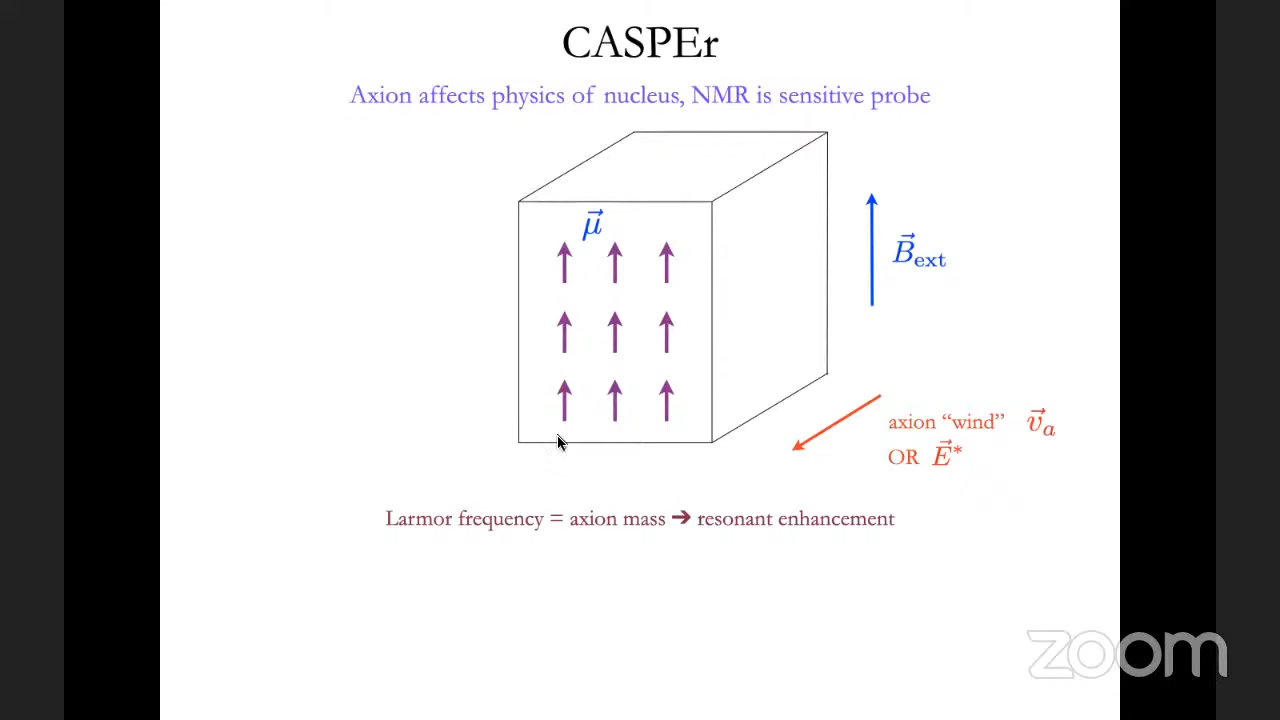 CASPEr
Axion affects physics of nucleus, NMR is sensitive probe
μ⃗
B⃗ext
axion “wind” v⃗a
OR E⃗*
Larmor frequency = axion mass ➔ resonant enhancement
zoom